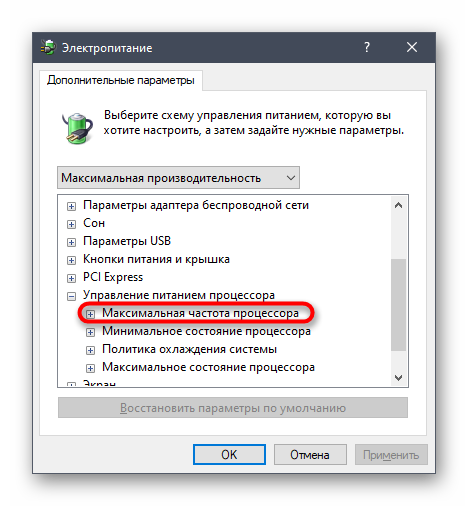 Электропитание
Дополнительные параметры
Выберите схему управления питанием, которую вы
хотите настроить, а затем задайте нужные параметры.
Максимальная производительность
Параметры адаптера беспроводной сети
Сон
Параметры USB
Кнопки питания и крышка
PCI Express
Управление питанием процессора
Максимальная частота процессора
Минимальное состояние процессора
Политика охлаждения системы
Максимальное состояние процессора
Экран
Восстановить параметры по умолчанию
OK
Отмена
Применить